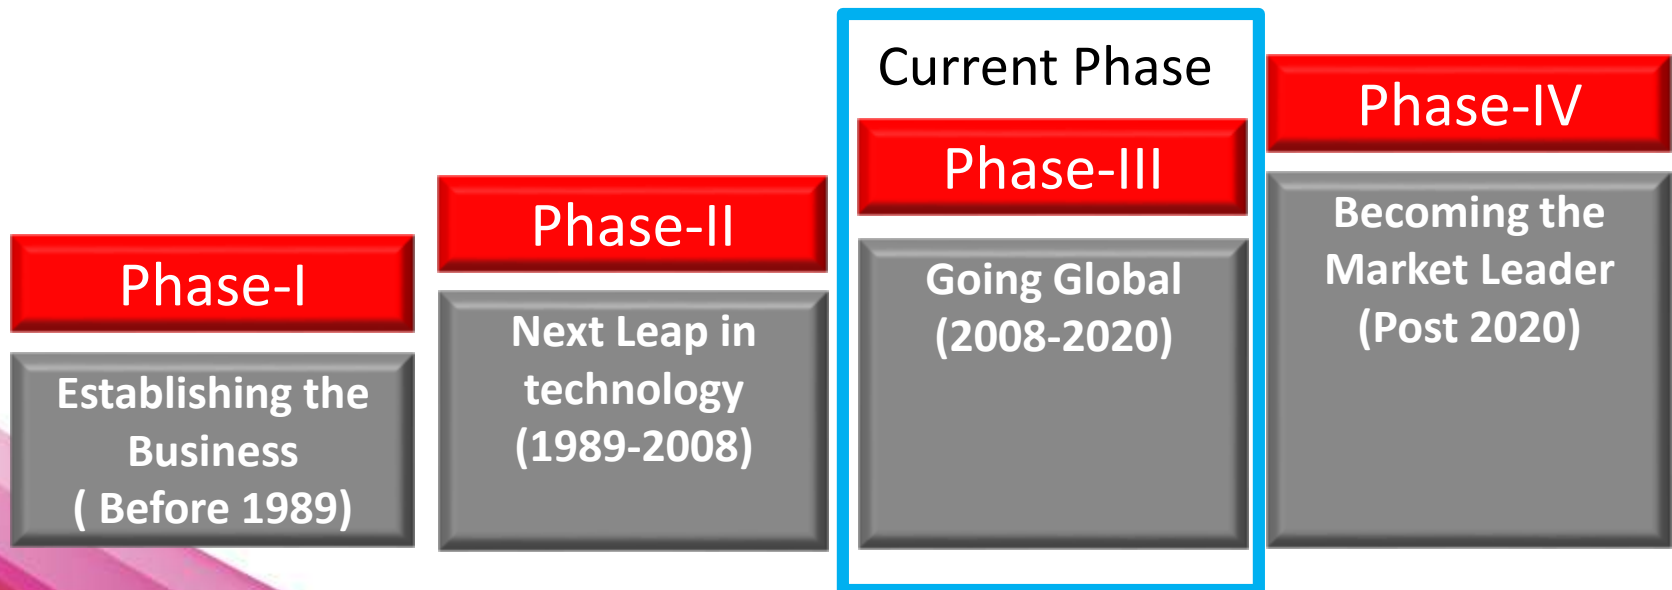 Phase-I
Establishing the
Business
( Before 1989)
Phase-II
Next Leap in
technology
(1989-2008)
Current Phase
Phase-III
Going Global
(2008-2020)
Phase-IV
Becoming the
Market Leader
(Post 2020)